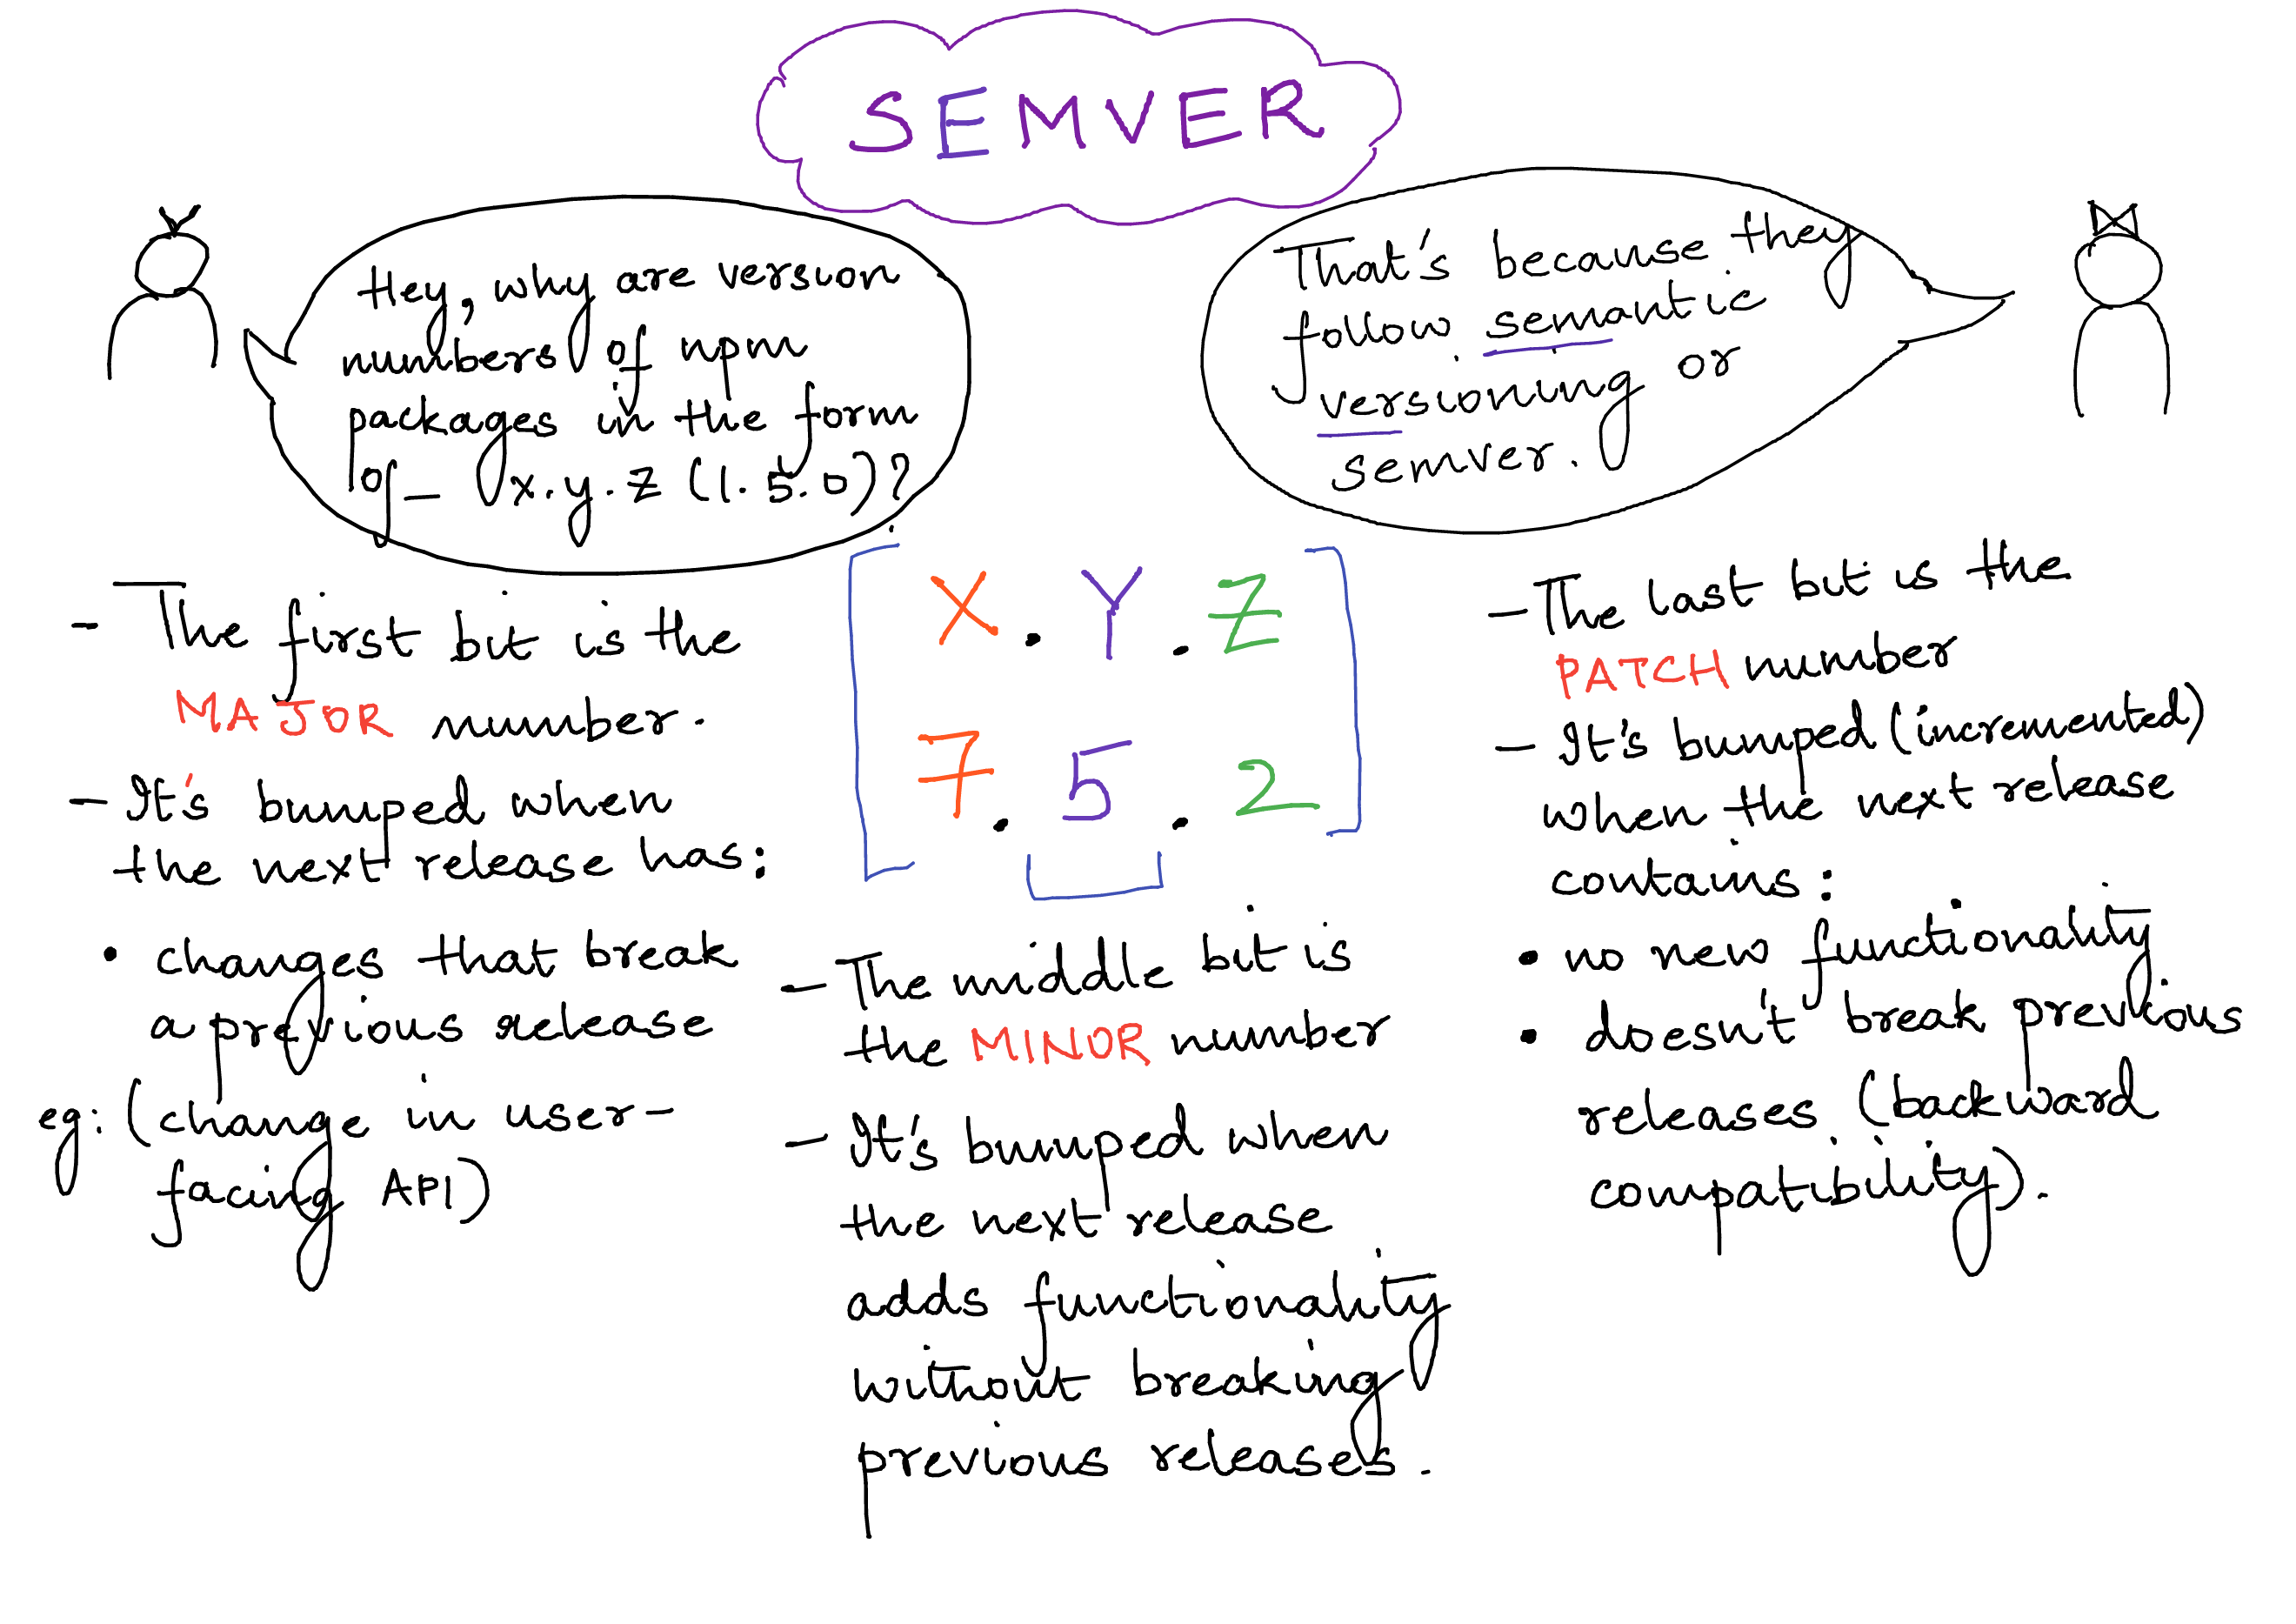 SEMVER
Hey, why are version
numbers of npm
packages in the form
of _ x.y.z (1.5.0)?
That's because they
follow semantic
versioning or
semver.
- The first bit is the
MAJOR number.
- It's bumped when
the next release has:
• changes that break
a previous release
eg: (change in user-
facing API)
X.Y.Z
7.5.2
- The middle bit is
the MINOR number
- It's bumped when
the next release
adds functionality
without breaking
previous releases.
- The last bit is the
PATCH number
- It's bumped (incremented)
when the next release
contains:
• no new functionality
• doesn't break previous
releases (backward
compatibility).